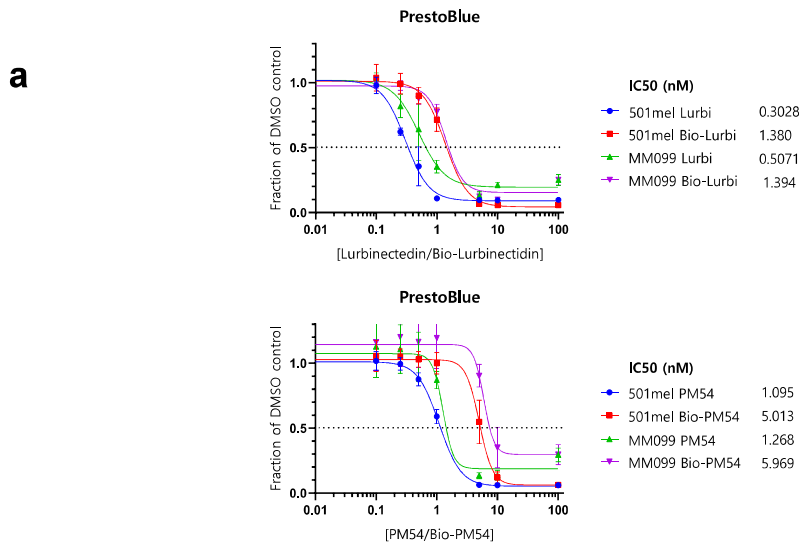 a
PrestoBlue
Fraction of DMSO control
1.0
0.5
0.0
0.01 0.1 1 10 100
[Lurbinectedin/Bio-Lurbinectidin]
IC50 (nM)
501mel Lurbi 0.3028
501mel Bio-Lurbi 1.380
MM099 Lurbi 0.5071
MM099 Bio-Lurbi 1.394
PrestoBlue
Fraction of DMSO control
1.0
0.5
0.0
0.01 0.1 1 10 100
[PM54/Bio-PM54]
IC50 (nM)
501mel PM54 1.095
501mel Bio-PM54 5.013
MM099 PM54 1.268
MM099 Bio-PM54 5.969